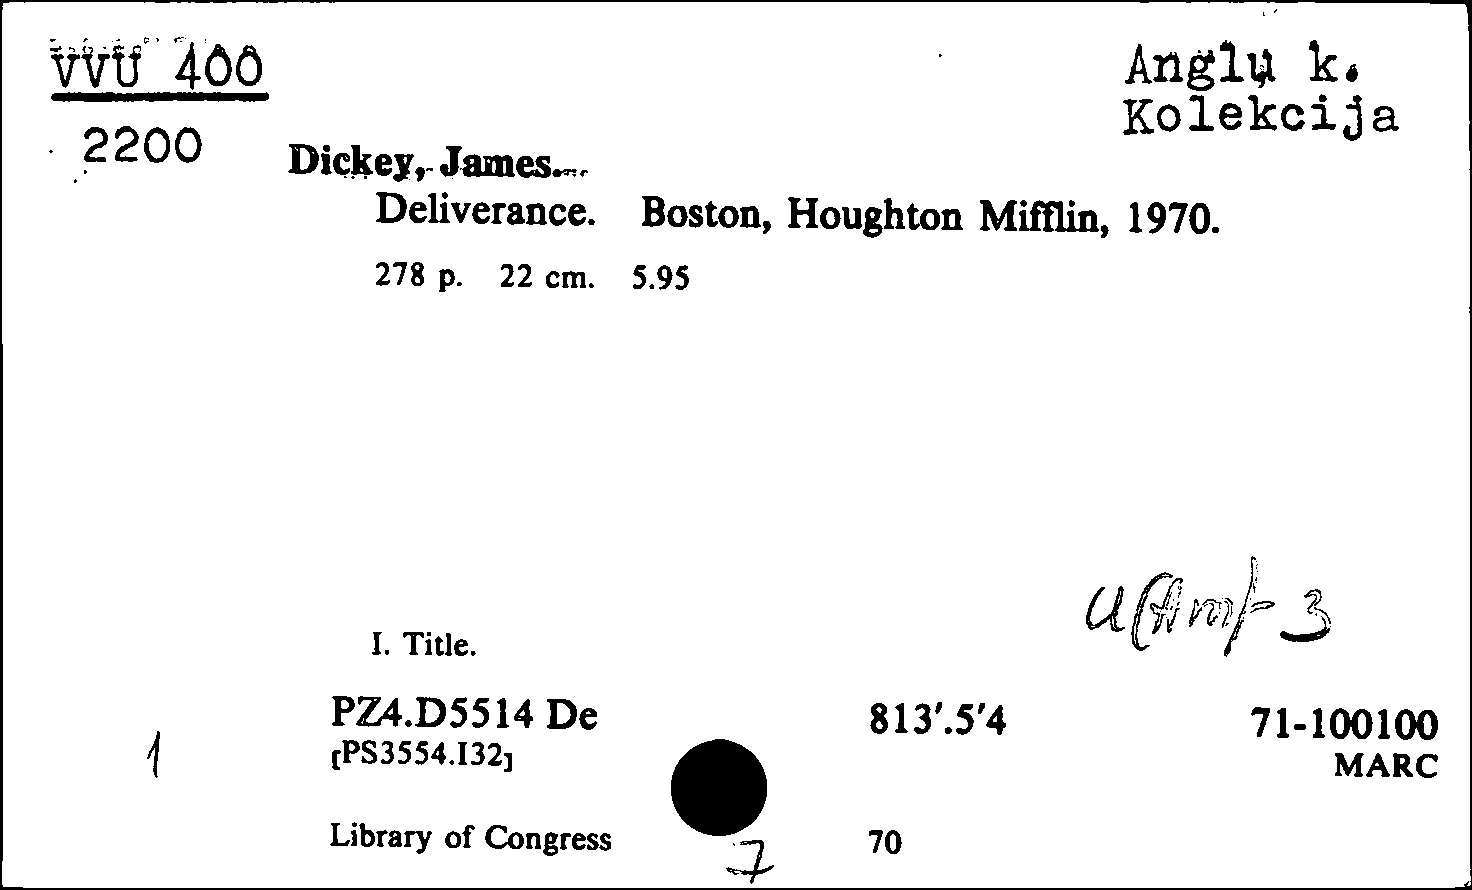 VVU 400
Anglų k.
Kolekcija
2200
Dickey, James.
Deliverance. Boston, Houghton Mifflin, 1970.
278 p. 22 cm. 5.95
3
I. Title.
PZ4.D5514 De 813'.5'4 71-100100
[PS3554.I32] MARC
1
Library of Congress 70
7